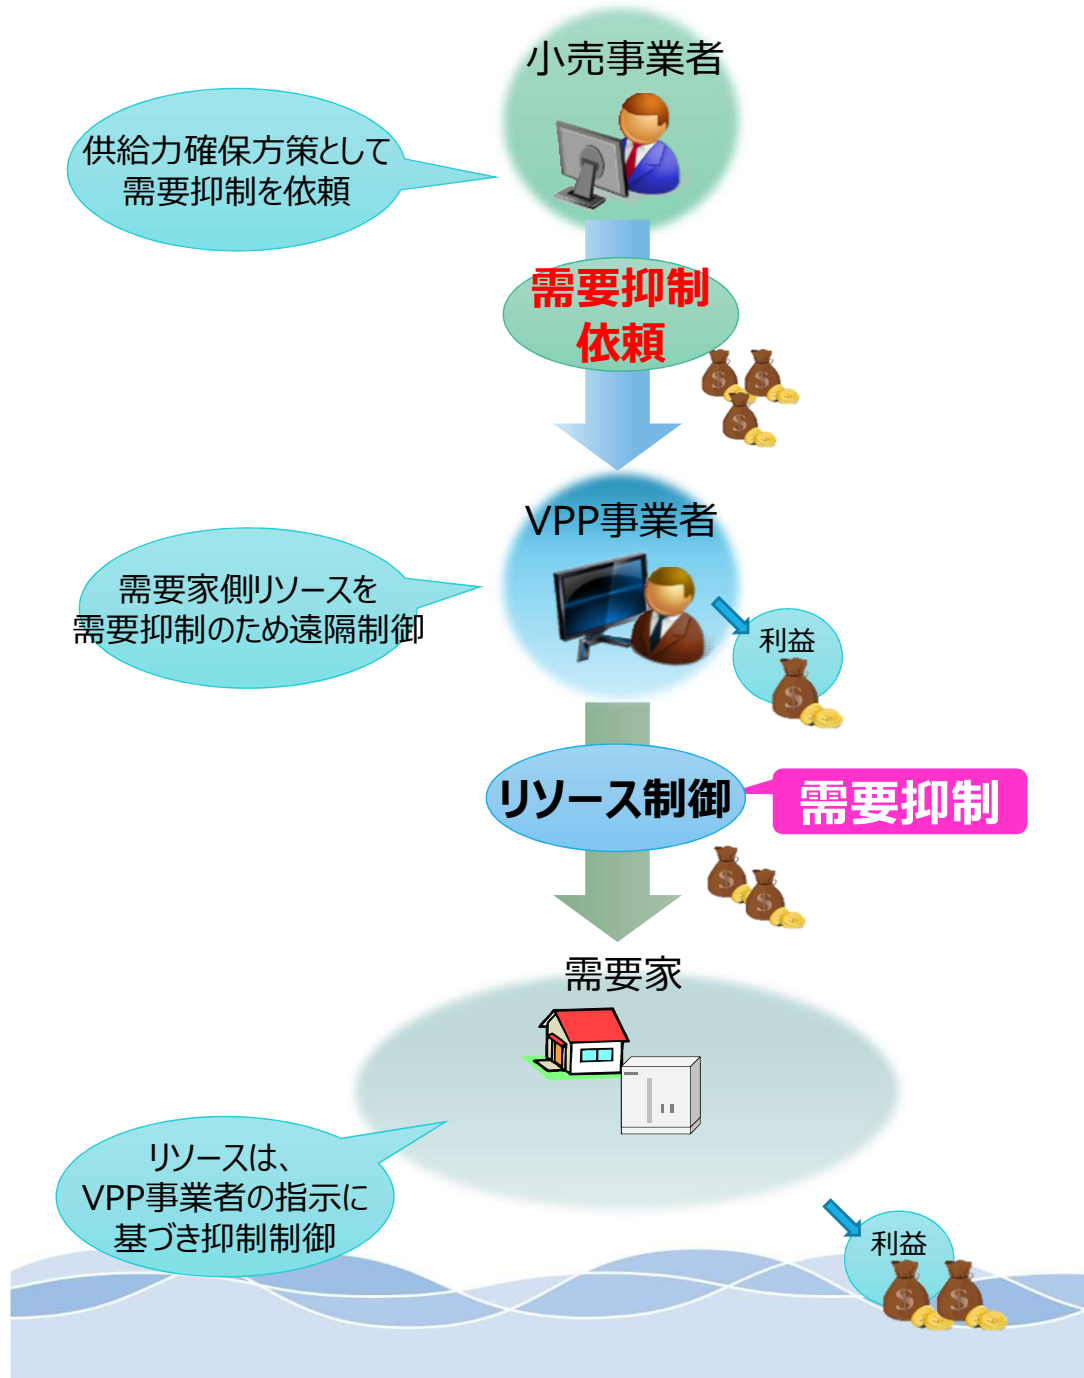 小売事業者
供給力確保方策として
需要抑制を依頼
需要抑制
依頼
VPP事業者
需要家側リソースを
需要抑制のため遠隔制御
利益
リソース制御
需要抑制
需要家
リソースは、
VPP事業者の指示に
基づき抑制制御
利益